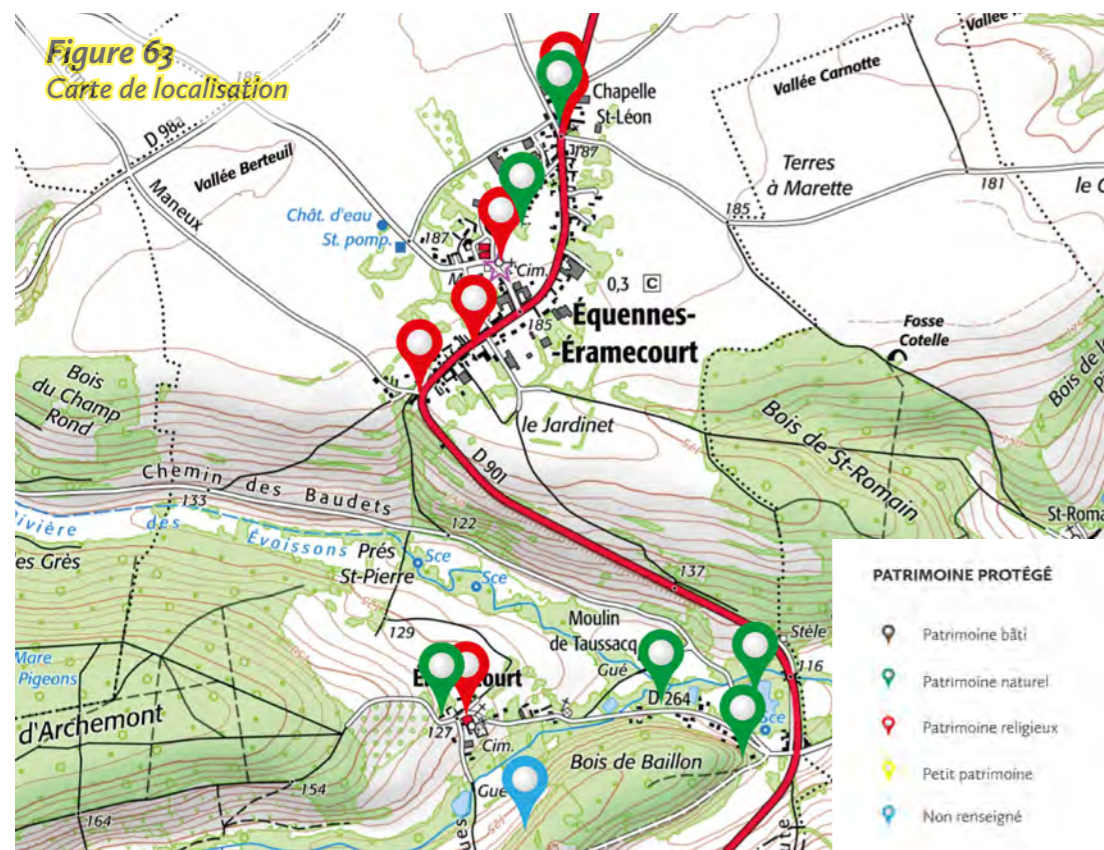 Figure 63
Carte de localisation
185
D 98a
Vallée Berteuil
Maneux
Chât. d'eau
St. pomp.
187
Chapelle
St-Léon
187
Vallée Carnotte
Terres
à Marette
181
185
Cim.
0,3 C
185
Équennes-
-Éramecourt
Fosse
Cotelle
Bois
du Champ
Rond
le Jardinet
Bois de St-Romain
D 901
Chemin des Baudets
133
122
des Évoissons
Prés
St-Pierre
Sce
Sce
137
129
Moulin
de Taussacq
Gué
Stèle
116
Mare
Pigeons
d'Archemont
127
Cim.
D 264
Sce
Bois de Baillon
Gué
154
164
125
PATRIMOINE PROTÉGÉ
Patrimoine bâti
Patrimoine naturel
Patrimoine religieux
Petit patrimoine
Non renseigné